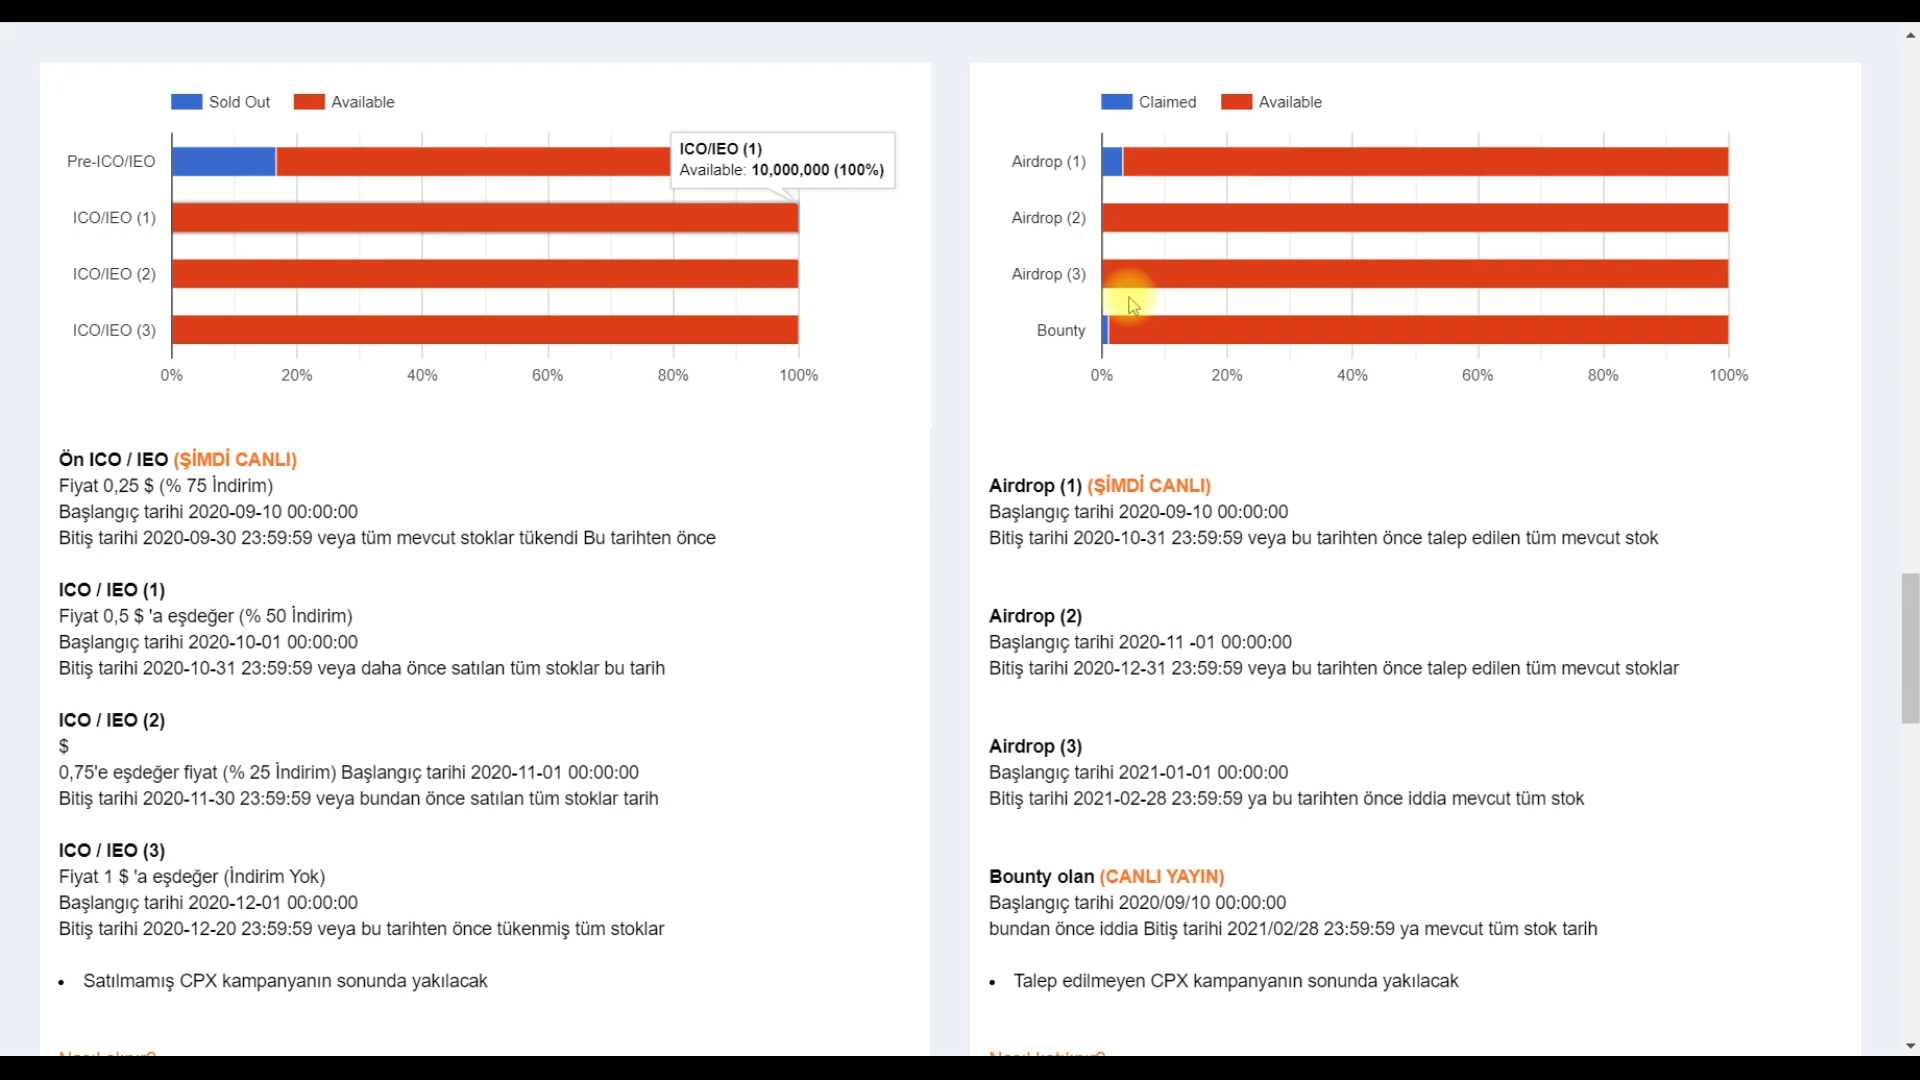 Sold Out Available
Pre-ICO/IEO
ICO/IEO (1)
Available: 10,000,000 (100%)
ICO/IEO (1)
ICO/IEO (2)
ICO/IEO (3)
0% 20% 40% 60% 80% 100%
Ön ICO / IEO (ŞİMDİ CANLI)
Fiyat 0,25 $ (% 75 İndirim)
Başlangıç tarihi 2020-09-10 00:00:00
Bitiş tarihi 2020-09-30 23:59:59 veya tüm mevcut stoklar tükendi Bu tarihten önce
ICO / IEO (1)
Fiyat 0,5 $ 'a eşdeğer (% 50 İndirim)
Başlangıç tarihi 2020-10-01 00:00:00
Bitiş tarihi 2020-10-31 23:59:59 veya daha önce satılan tüm stoklar bu tarih
ICO / IEO (2)
$
0,75'e eşdeğer fiyat (% 25 İndirim) Başlangıç tarihi 2020-11-01 00:00:00
Bitiş tarihi 2020-11-30 23:59:59 veya bundan önce satılan tüm stoklar tarih
ICO / IEO (3)
Fiyat 1 $ 'a eşdeğer (İndirim Yok)
Başlangıç tarihi 2020-12-01 00:00:00
Bitiş tarihi 2020-12-20 23:59:59 veya bu tarihten önce tükenmiş tüm stoklar
• Satılmamış CPX kampanyanın sonunda yakılacak
Claimed Available
Airdrop (1)
Airdrop (2)
Airdrop (3)
Bounty
0% 20% 40% 60% 80% 100%
Airdrop (1) (ŞİMDİ CANLI)
Başlangıç tarihi 2020-09-10 00:00:00
Bitiş tarihi 2020-10-31 23:59:59 veya bu tarihten önce talep edilen tüm mevcut stok
Airdrop (2)
Başlangıç tarihi 2020-11 -01 00:00:00
Bitiş tarihi 2020-12-31 23:59:59 veya bu tarihten önce talep edilen tüm mevcut stoklar
Airdrop (3)
Başlangıç tarihi 2021-01-01 00:00:00
Bitiş tarihi 2021-02-28 23:59:59 ya bu tarihten önce iddia mevcut tüm stok
Bounty olan (CANLI YAYIN)
Başlangıç tarihi 2020/09/10 00:00:00
bundan önce iddia Bitiş tarihi 2021/02/28 23:59:59 ya mevcut tüm stok tarih
• Talep edilmeyen CPX kampanyanın sonunda yakılacak